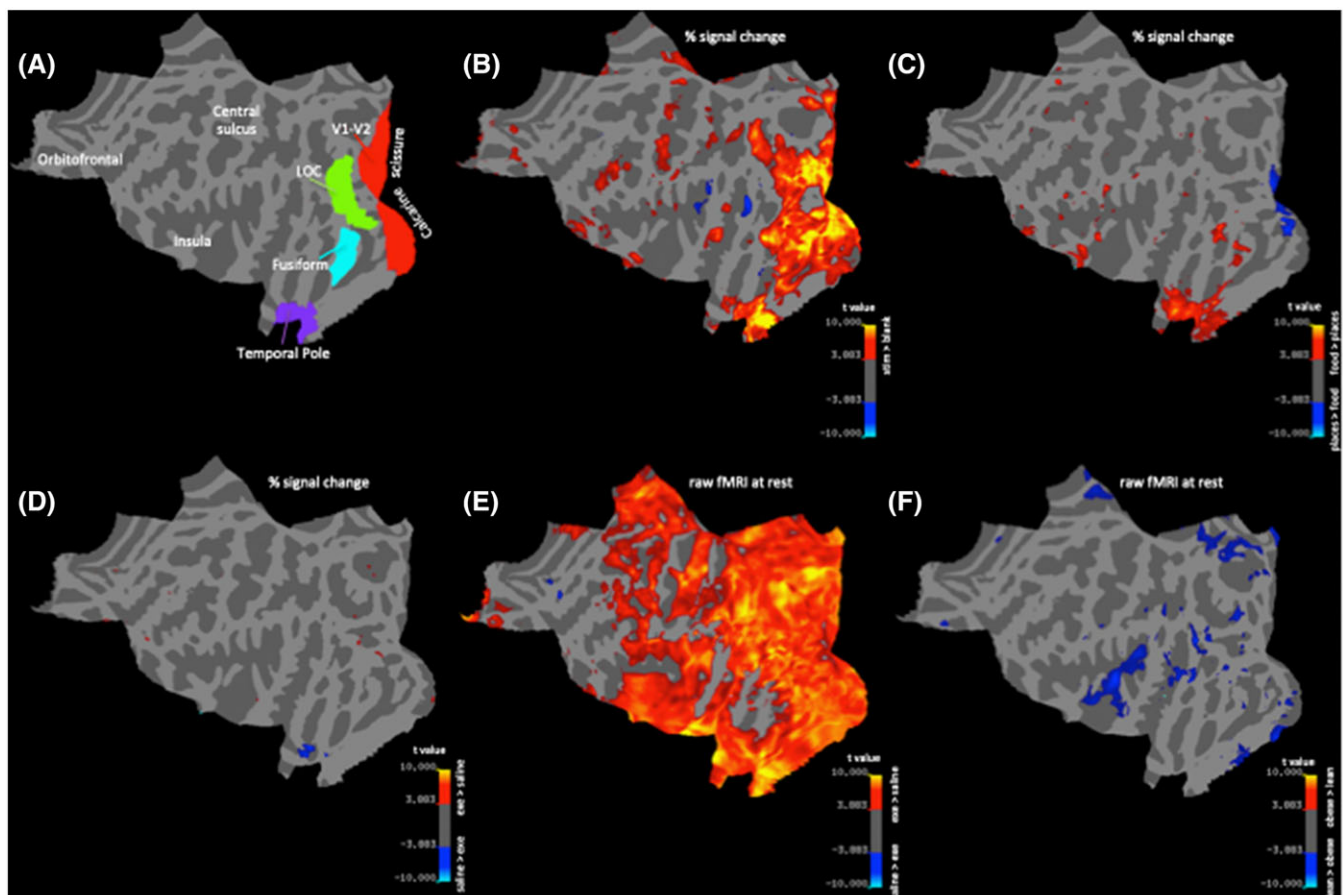 (A)
Central
sulcus
V1-V2
Orbitofrontal
LOC
Calcarine scissure
Insula
Fusiform
Temporal Pole
(B)
% signal change
t value
10.000
3.003
-3.003
-10.000
stim > blank
(C)
% signal change
t value
10.000
3.003
-3.003
-10.000
places > food food > places
(D)
% signal change
t value
10.000
3.003
-3.003
-10.000
saline > exe exe > saline
(E)
raw fMRI at rest
t value
10.000
3.003
-3.003
-10.000
saline > exe exe > saline
(F)
raw fMRI at rest
t value
10.000
3.003
-3.003
-10.000
> obese obese > lean